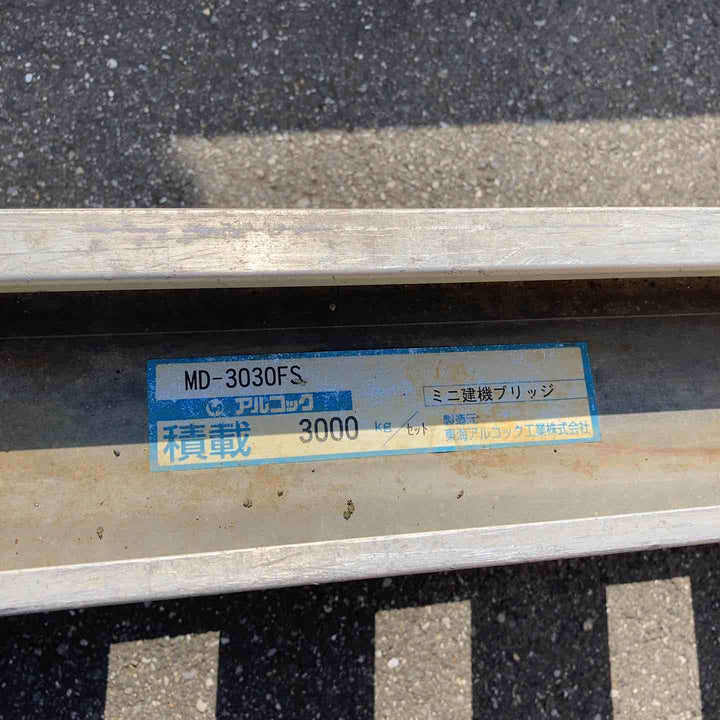 MD-3030FS
アルコック
ミニ建機ブリッジ
積載 3000 kg/セット
製造元
東海アルコック工業株式会社